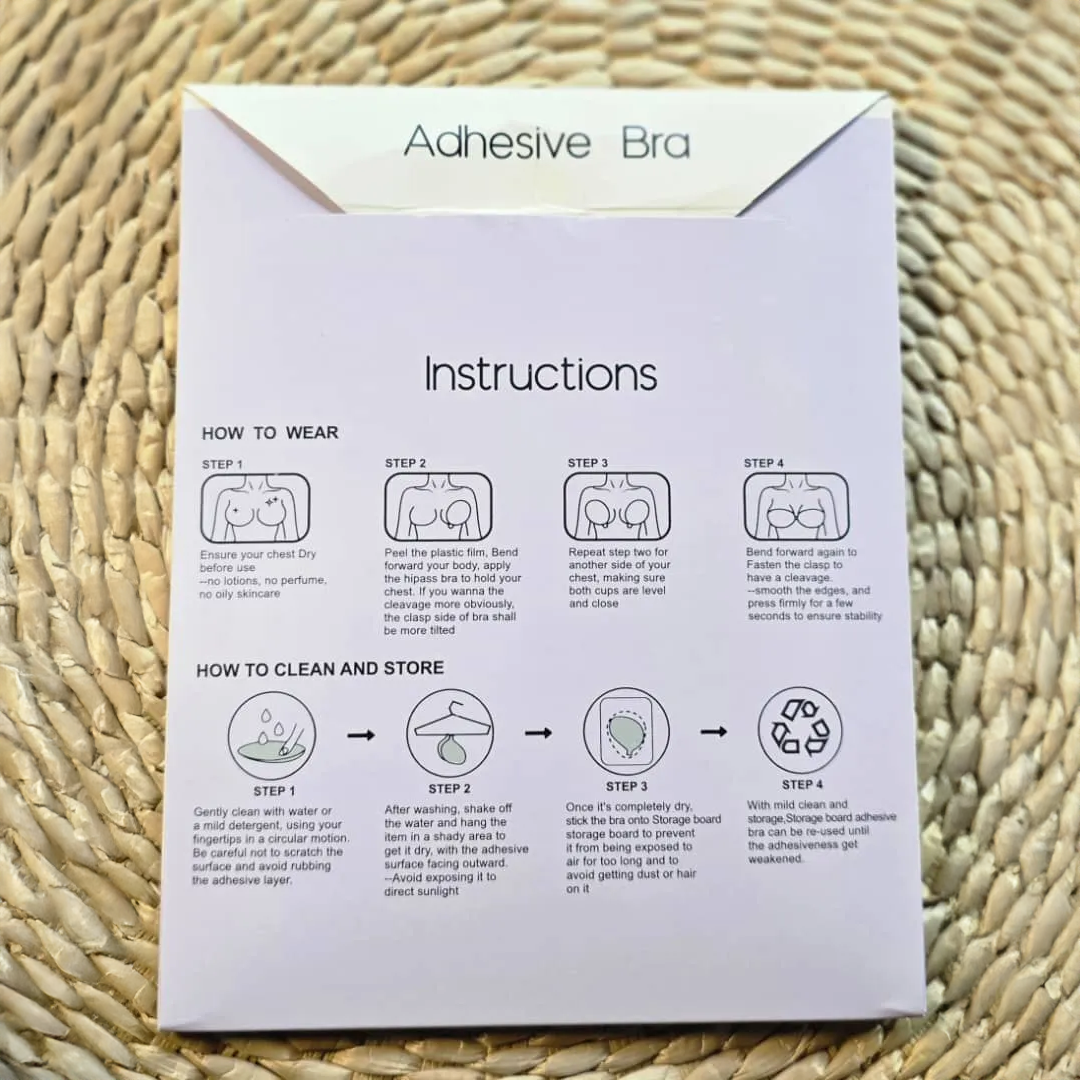 Adhesive Bra
Instructions
HOW TO WEAR
STEP 1
Ensure your chest Dry
before use
--no lotions, no perfume,
no oily skincare
STEP 2
Peel the plastic film, Bend
forward your body, apply
the hipass bra to hold your
chest. If you wanna the
cleavage more obviously,
the clasp side of bra shall
be more tilted
STEP 3
Repeat step two for
another side of your
chest, making sure
both cups are level
and close
STEP 4
Bend forward again to
Fasten the clasp to
have a cleavage.
--smooth the edges, and
press firmly for a few
seconds to ensure stability
HOW TO CLEAN AND STORE
STEP 1
Gently clean with water or
a mild detergent, using your
fingertips in a circular motion.
Be careful not to scratch the
surface and avoid rubbing
the adhesive layer.
STEP 2
After washing, shake off
the water and hang the
item in a shady area to
get it dry, with the adhesive
surface facing outward.
--Avoid exposing it to
direct sunlight
STEP 3
Once it's completely dry,
stick the bra onto Storage board
storage board to prevent
it from being exposed to
air for too long and to
avoid getting dust or hair
on it
STEP 4
With mild clean and
storage,Storage board adhesive
bra can be re-used until
the adhesiveness get
weakened.